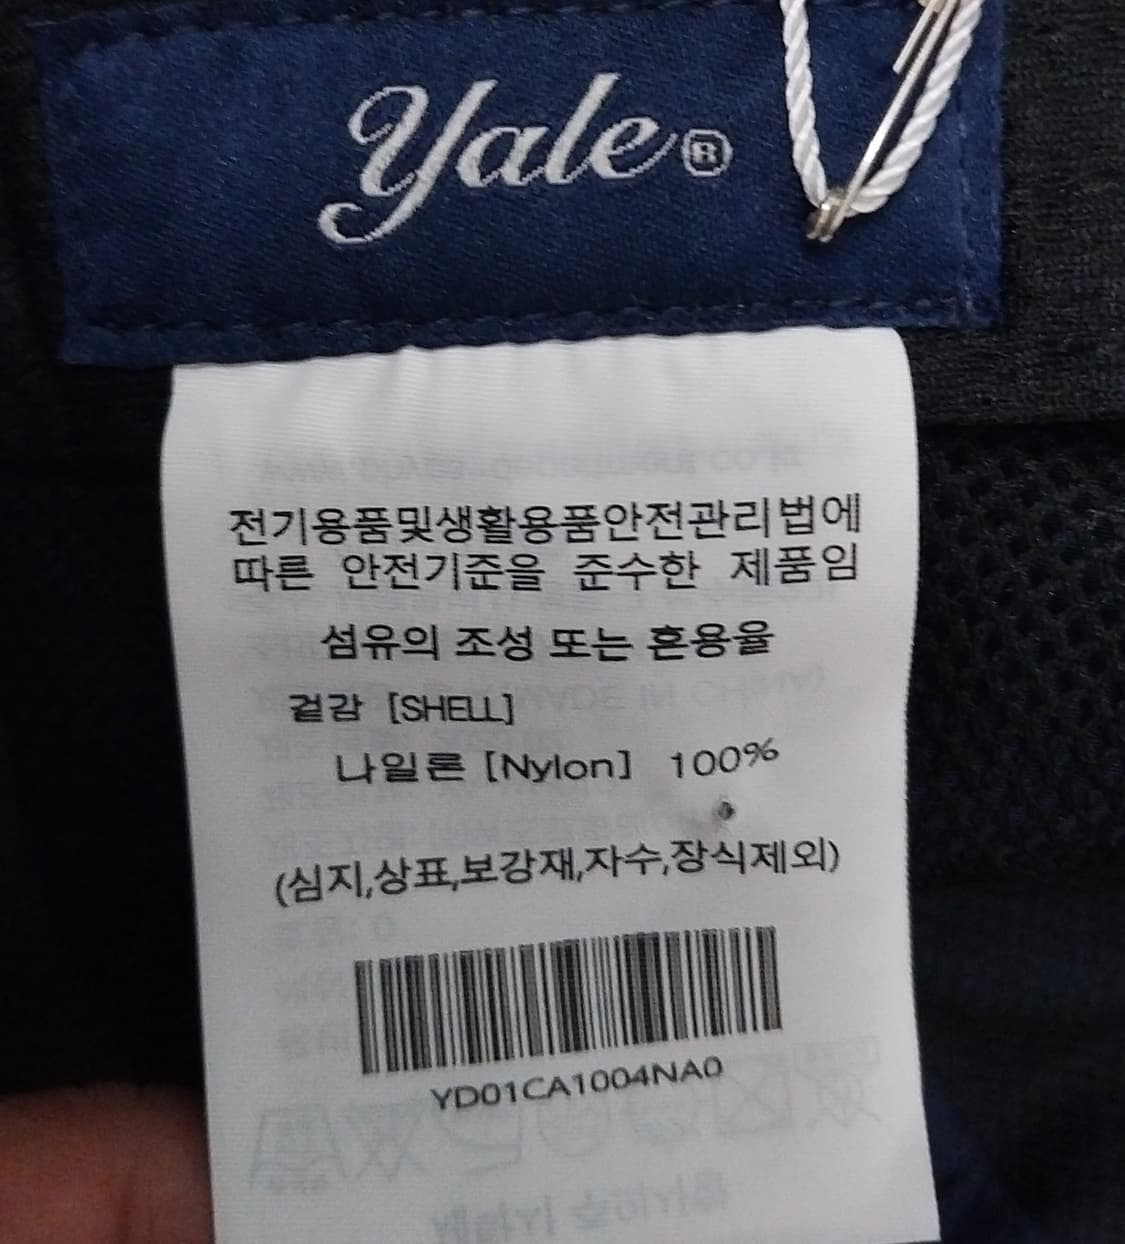 Yale®
전기용품및생활용품안전관리법에
따른 안전기준을 준수한 제품임
섬유의 조성 또는 혼용율
겉감 [SHELL]
나일론 [Nylon] 100%
(심지,상표,보강재,자수,장식제외)
YD01CA1004NA0